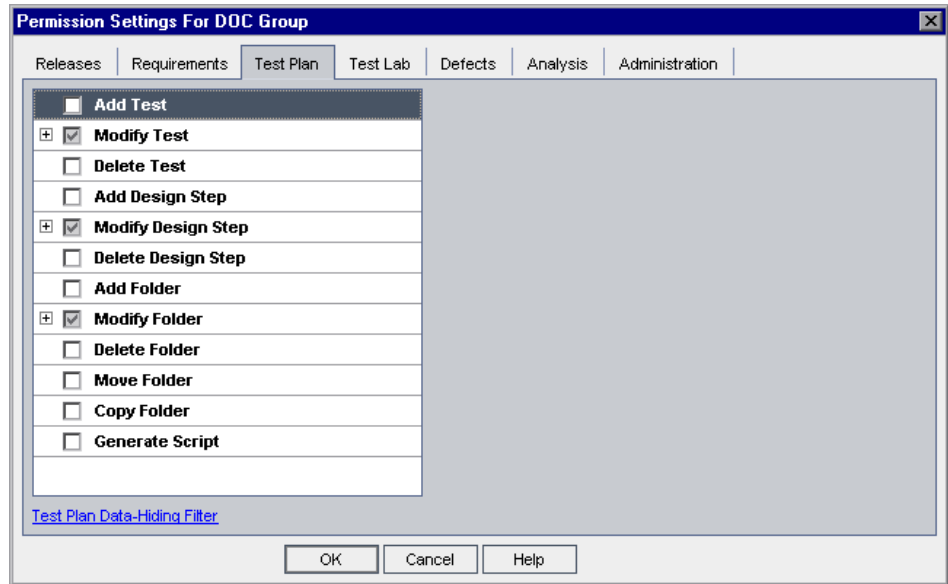 Permission Settings For DOC Group
Releases Requirements Test Plan Test Lab Defects Analysis Administration
Add Test
Modify Test
Delete Test
Add Design Step
Modify Design Step
Delete Design Step
Add Folder
Modify Folder
Delete Folder
Move Folder
Copy Folder
Generate Script
Test Plan Data-Hiding Filter
OK Cancel Help